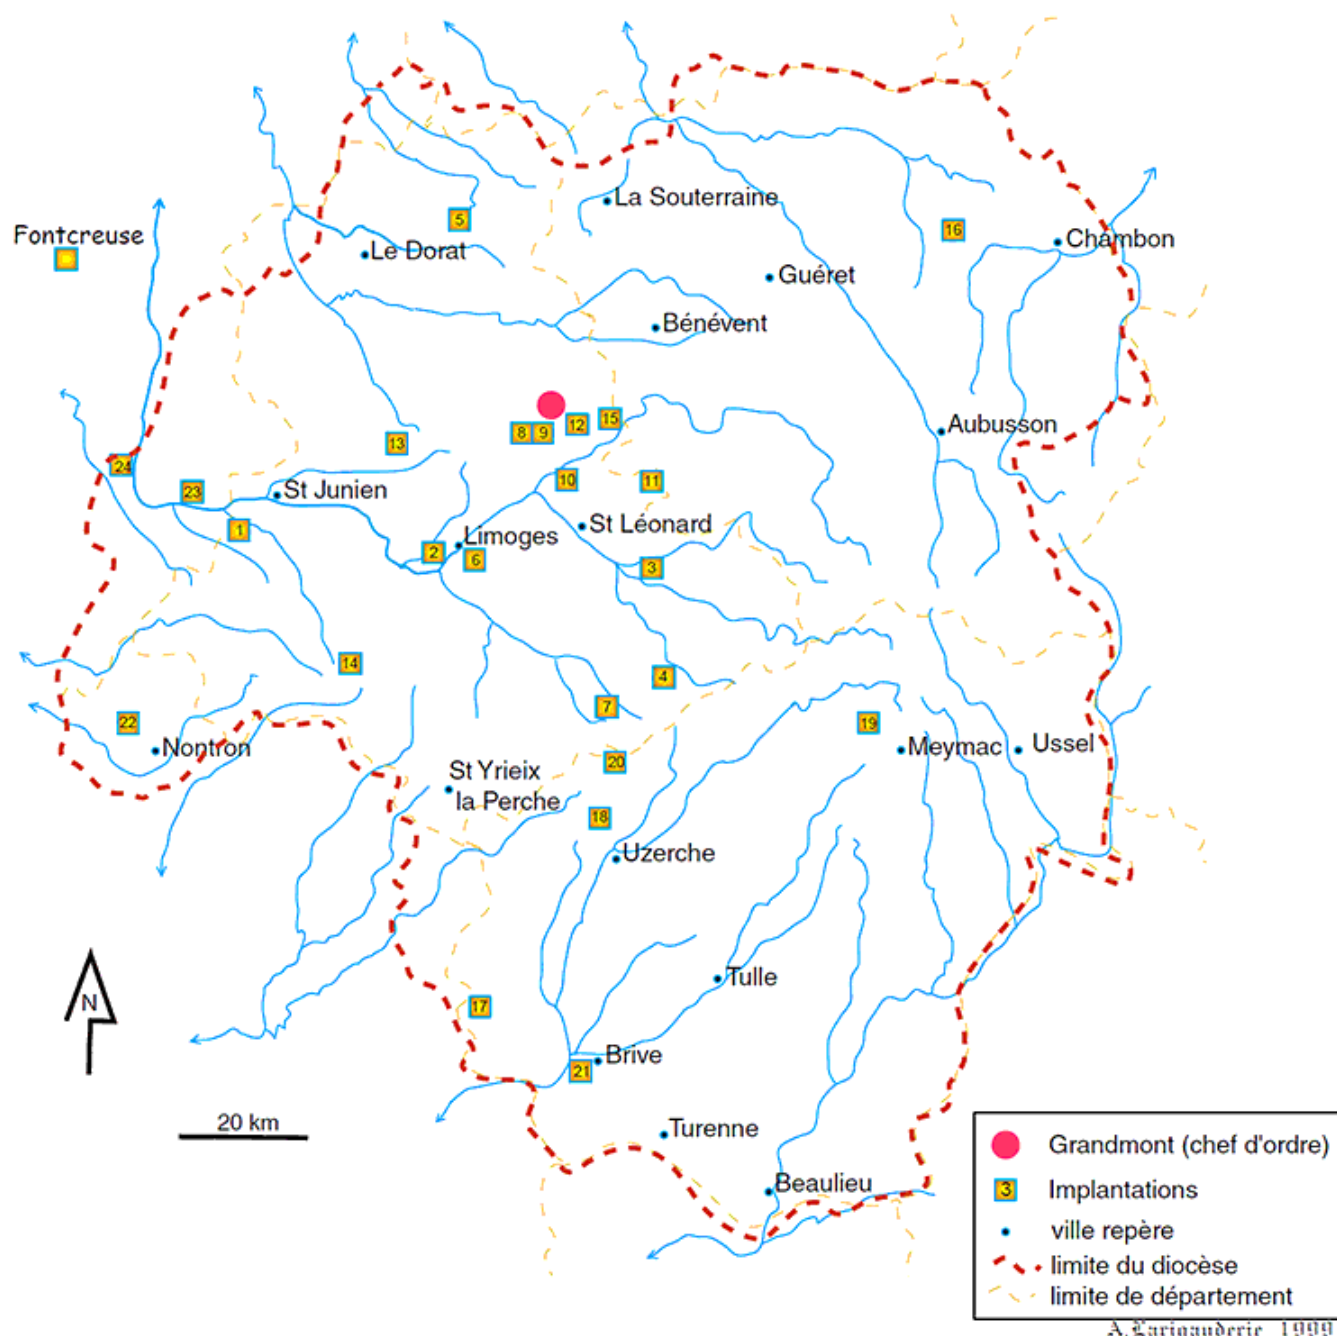 La Souterraine
5
16
Fontcreuse
Le Dorat
Chambon
Guéret
Bénévent
15
8
9
12
Aubusson
13
24
23
St Junien
10
11
1
St Léonard
Limoges
2
6
3
14
4
7
22
19
Nontron
Meymac
Ussel
20
St Yrieix
la Perche
18
Uzerche
Tulle
N
17
Brive
21
20 km
Turenne
Beaulieu
Grandmont (chef d'ordre)
3
Implantations
ville repère
limite du diocèse
limite de département
A.Larigauderie 1999